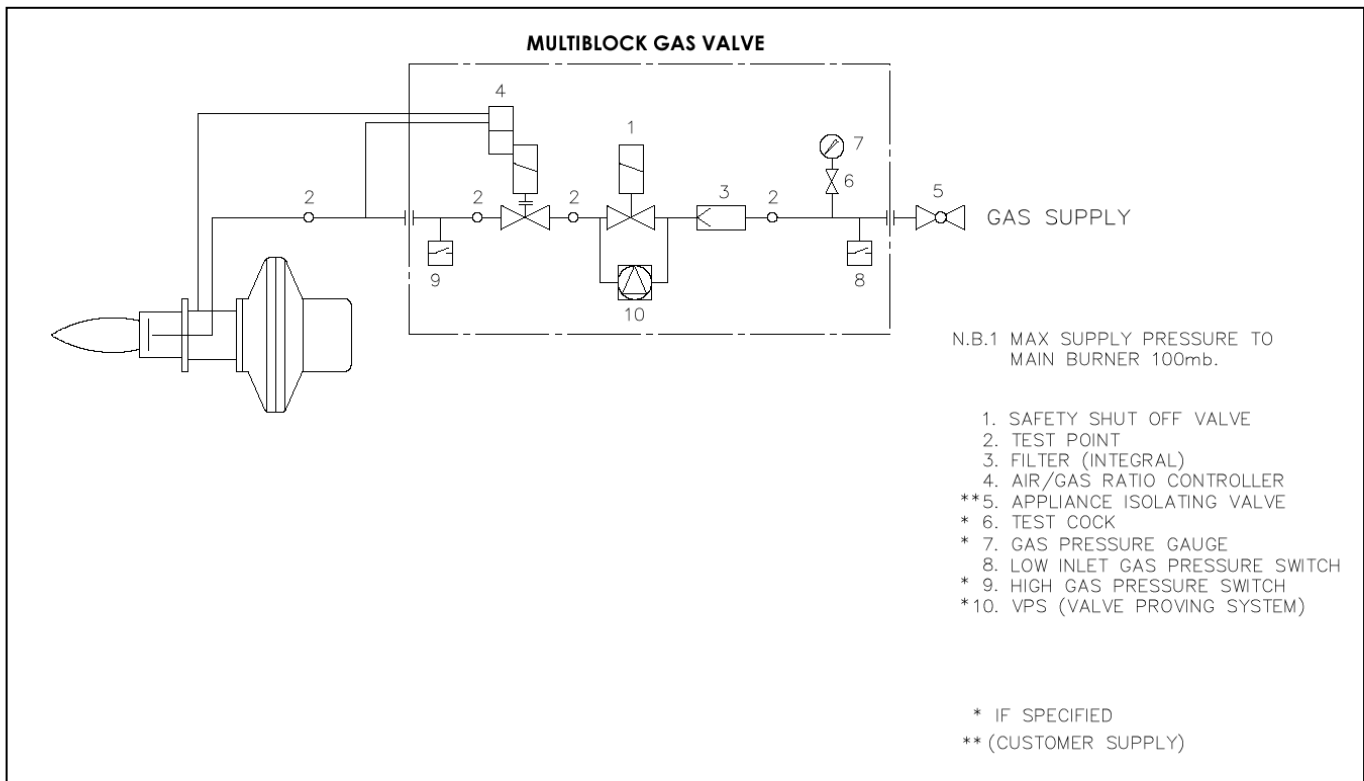 MULTIBLOCK GAS VALVE
4
1
7
6
2
2
2
3
2
5
GAS SUPPLY
9
10
8
N.B.1 MAX SUPPLY PRESSURE TO
MAIN BURNER 100mb.
1. SAFETY SHUT OFF VALVE
2. TEST POINT
3. FILTER (INTEGRAL)
4. AIR/GAS RATIO CONTROLLER
**5. APPLIANCE ISOLATING VALVE
* 6. TEST COCK
* 7. GAS PRESSURE GAUGE
8. LOW INLET GAS PRESSURE SWITCH
* 9. HIGH GAS PRESSURE SWITCH
*10. VPS (VALVE PROVING SYSTEM)
* IF SPECIFIED
** (CUSTOMER SUPPLY)